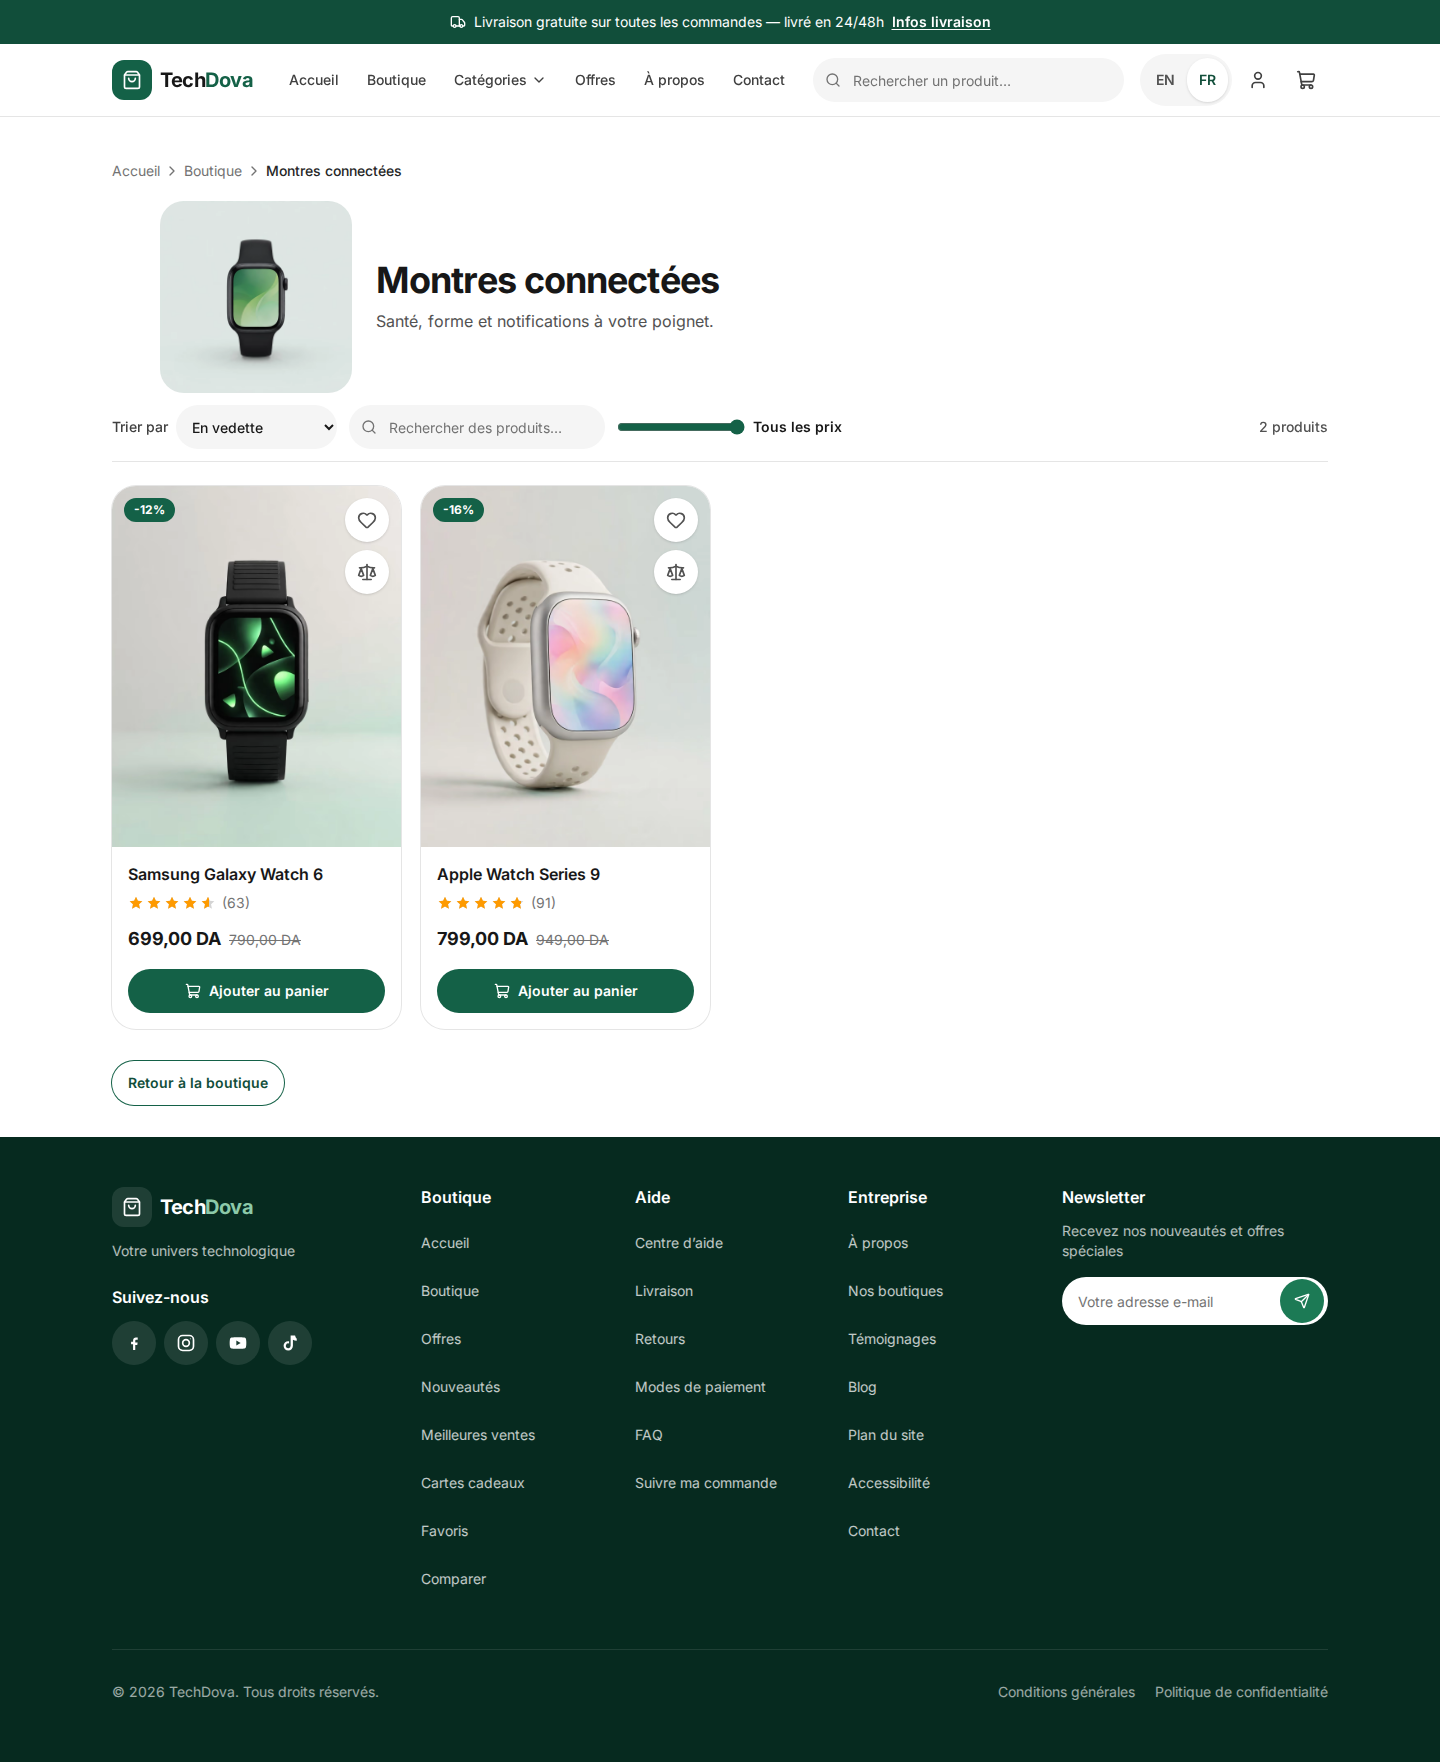 Livraison gratuite sur toutes les commandes — livré en 24/48h Infos livraison
TechDova Accueil Boutique Catégories Offres À propos Contact Rechercher un produit... EN FR
Accueil Boutique Montres connectées
Montres connectées
Santé, forme et notifications à votre poignet.
Trier par En vedette Rechercher des produits... Tous les prix 2 produits
-12% -16%
Samsung Galaxy Watch 6 Apple Watch Series 9
(63) (91)
699,00 DA 790,00 DA 799,00 DA 949,00 DA
Ajouter au panier Ajouter au panier
Retour à la boutique
TechDova
Votre univers technologique
Suivez-nous
Boutique
Accueil
Boutique
Offres
Nouveautés
Meilleures ventes
Cartes cadeaux
Favoris
Comparer
Aide
Centre d’aide
Livraison
Retours
Modes de paiement
FAQ
Suivre ma commande
Entreprise
À propos
Nos boutiques
Témoignages
Blog
Plan du site
Accessibilité
Contact
Newsletter
Recevez nos nouveautés et offres
spéciales
Votre adresse e-mail
© 2026 TechDova. Tous droits réservés. Conditions générales Politique de confidentialité